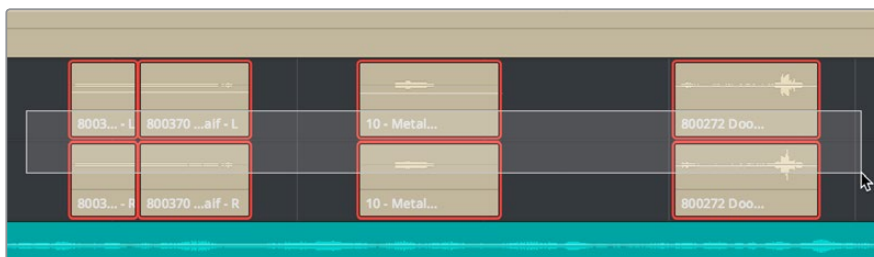 8003... - L 800370 ...aif - L 10 - Metal... 800272 Doo...
8003... - R 800370 ...aif - R 10 - Metal... 800272 Doo...